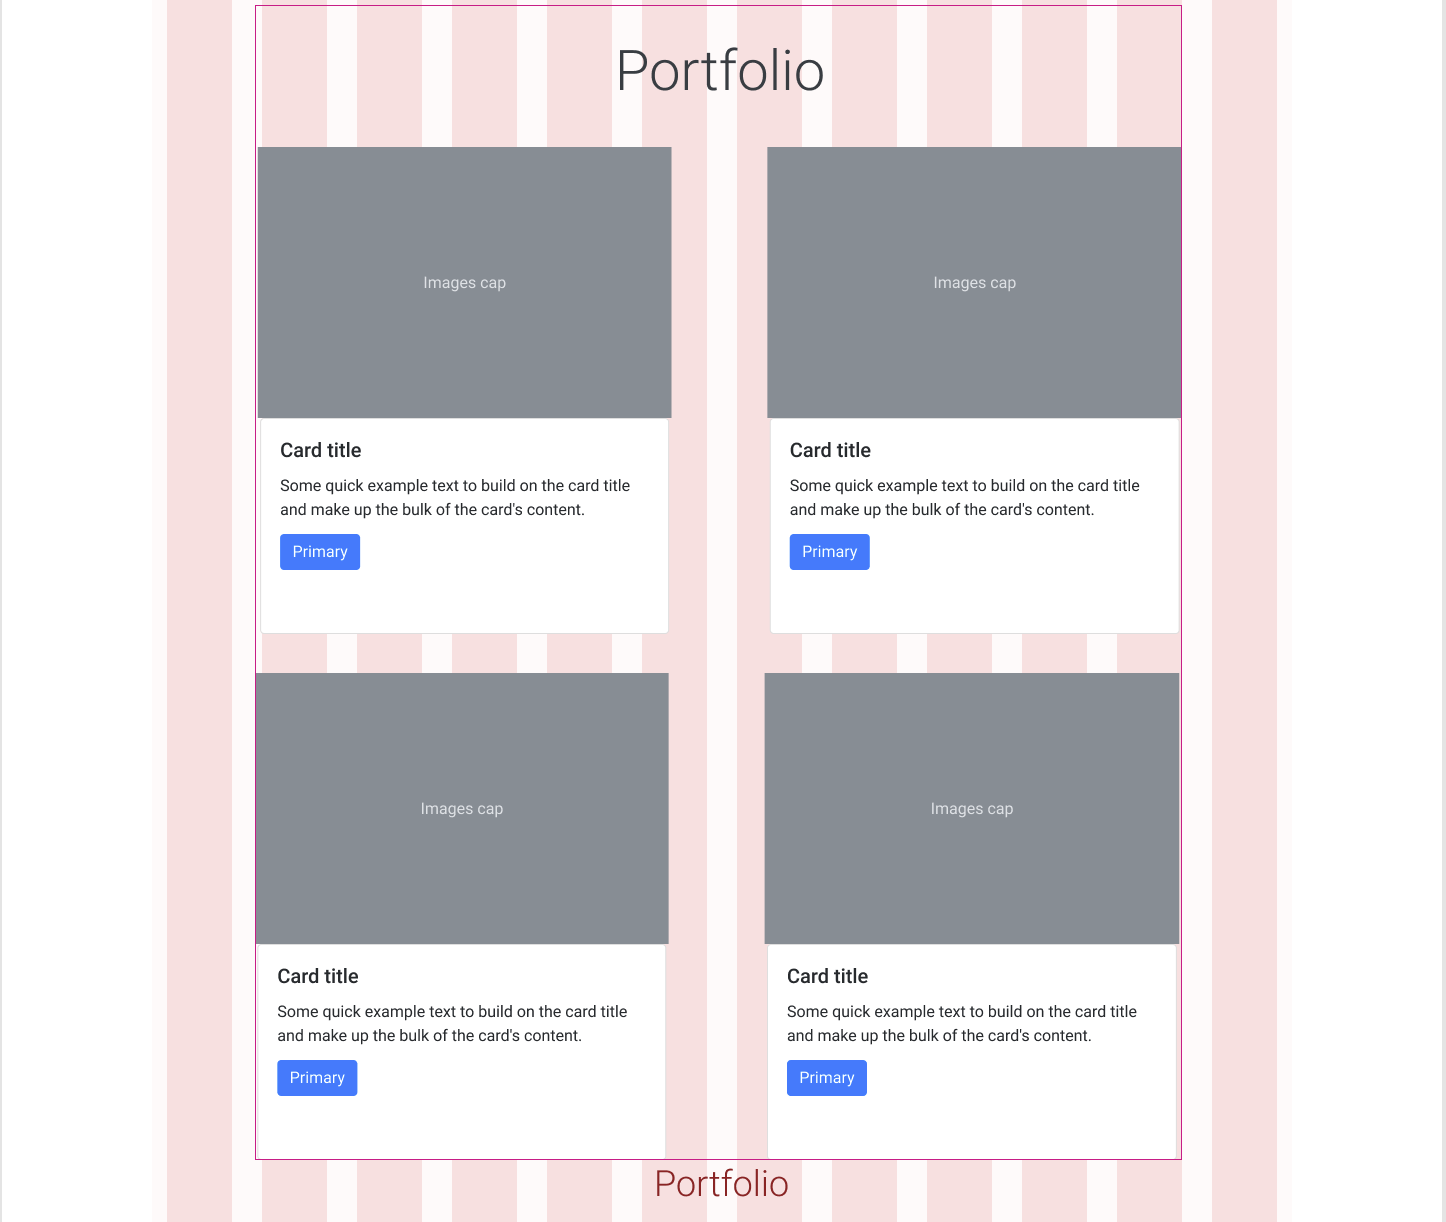 Portfolio
Images cap
Images cap
Card title
Some quick example text to build on the card title
and make up the bulk of the card's content.
Primary
Card title
Some quick example text to build on the card title
and make up the bulk of the card's content.
Primary
Images cap
Images cap
Card title
Some quick example text to build on the card title
and make up the bulk of the card's content.
Primary
Card title
Some quick example text to build on the card title
and make up the bulk of the card's content.
Primary
Portfolio